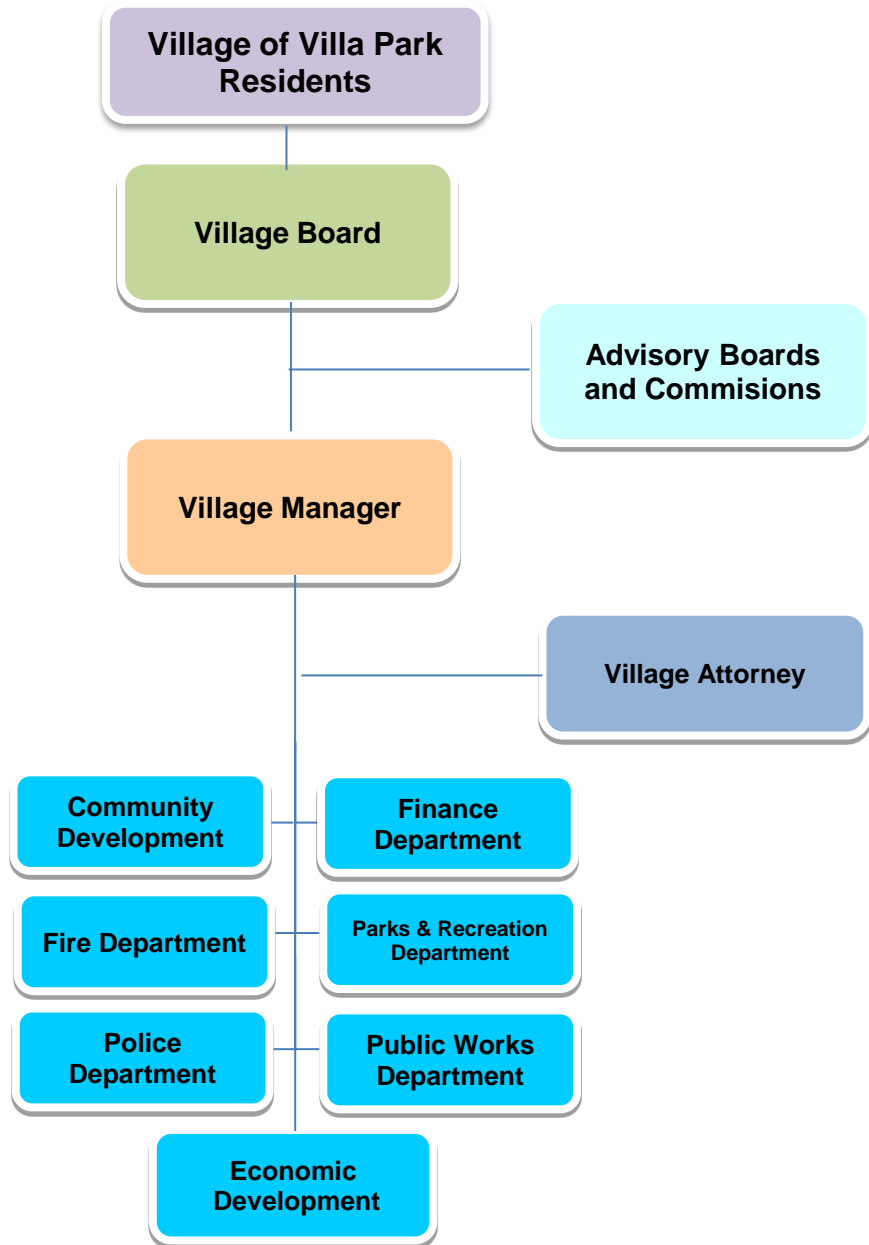 Village of Villa Park
Residents
Village Board
Advisory Boards
and Commisions
Village Manager
Village Attorney
Community
Development
Finance
Department
Fire Department
Parks & Recreation
Department
Police
Department
Public Works
Department
Economic
Development